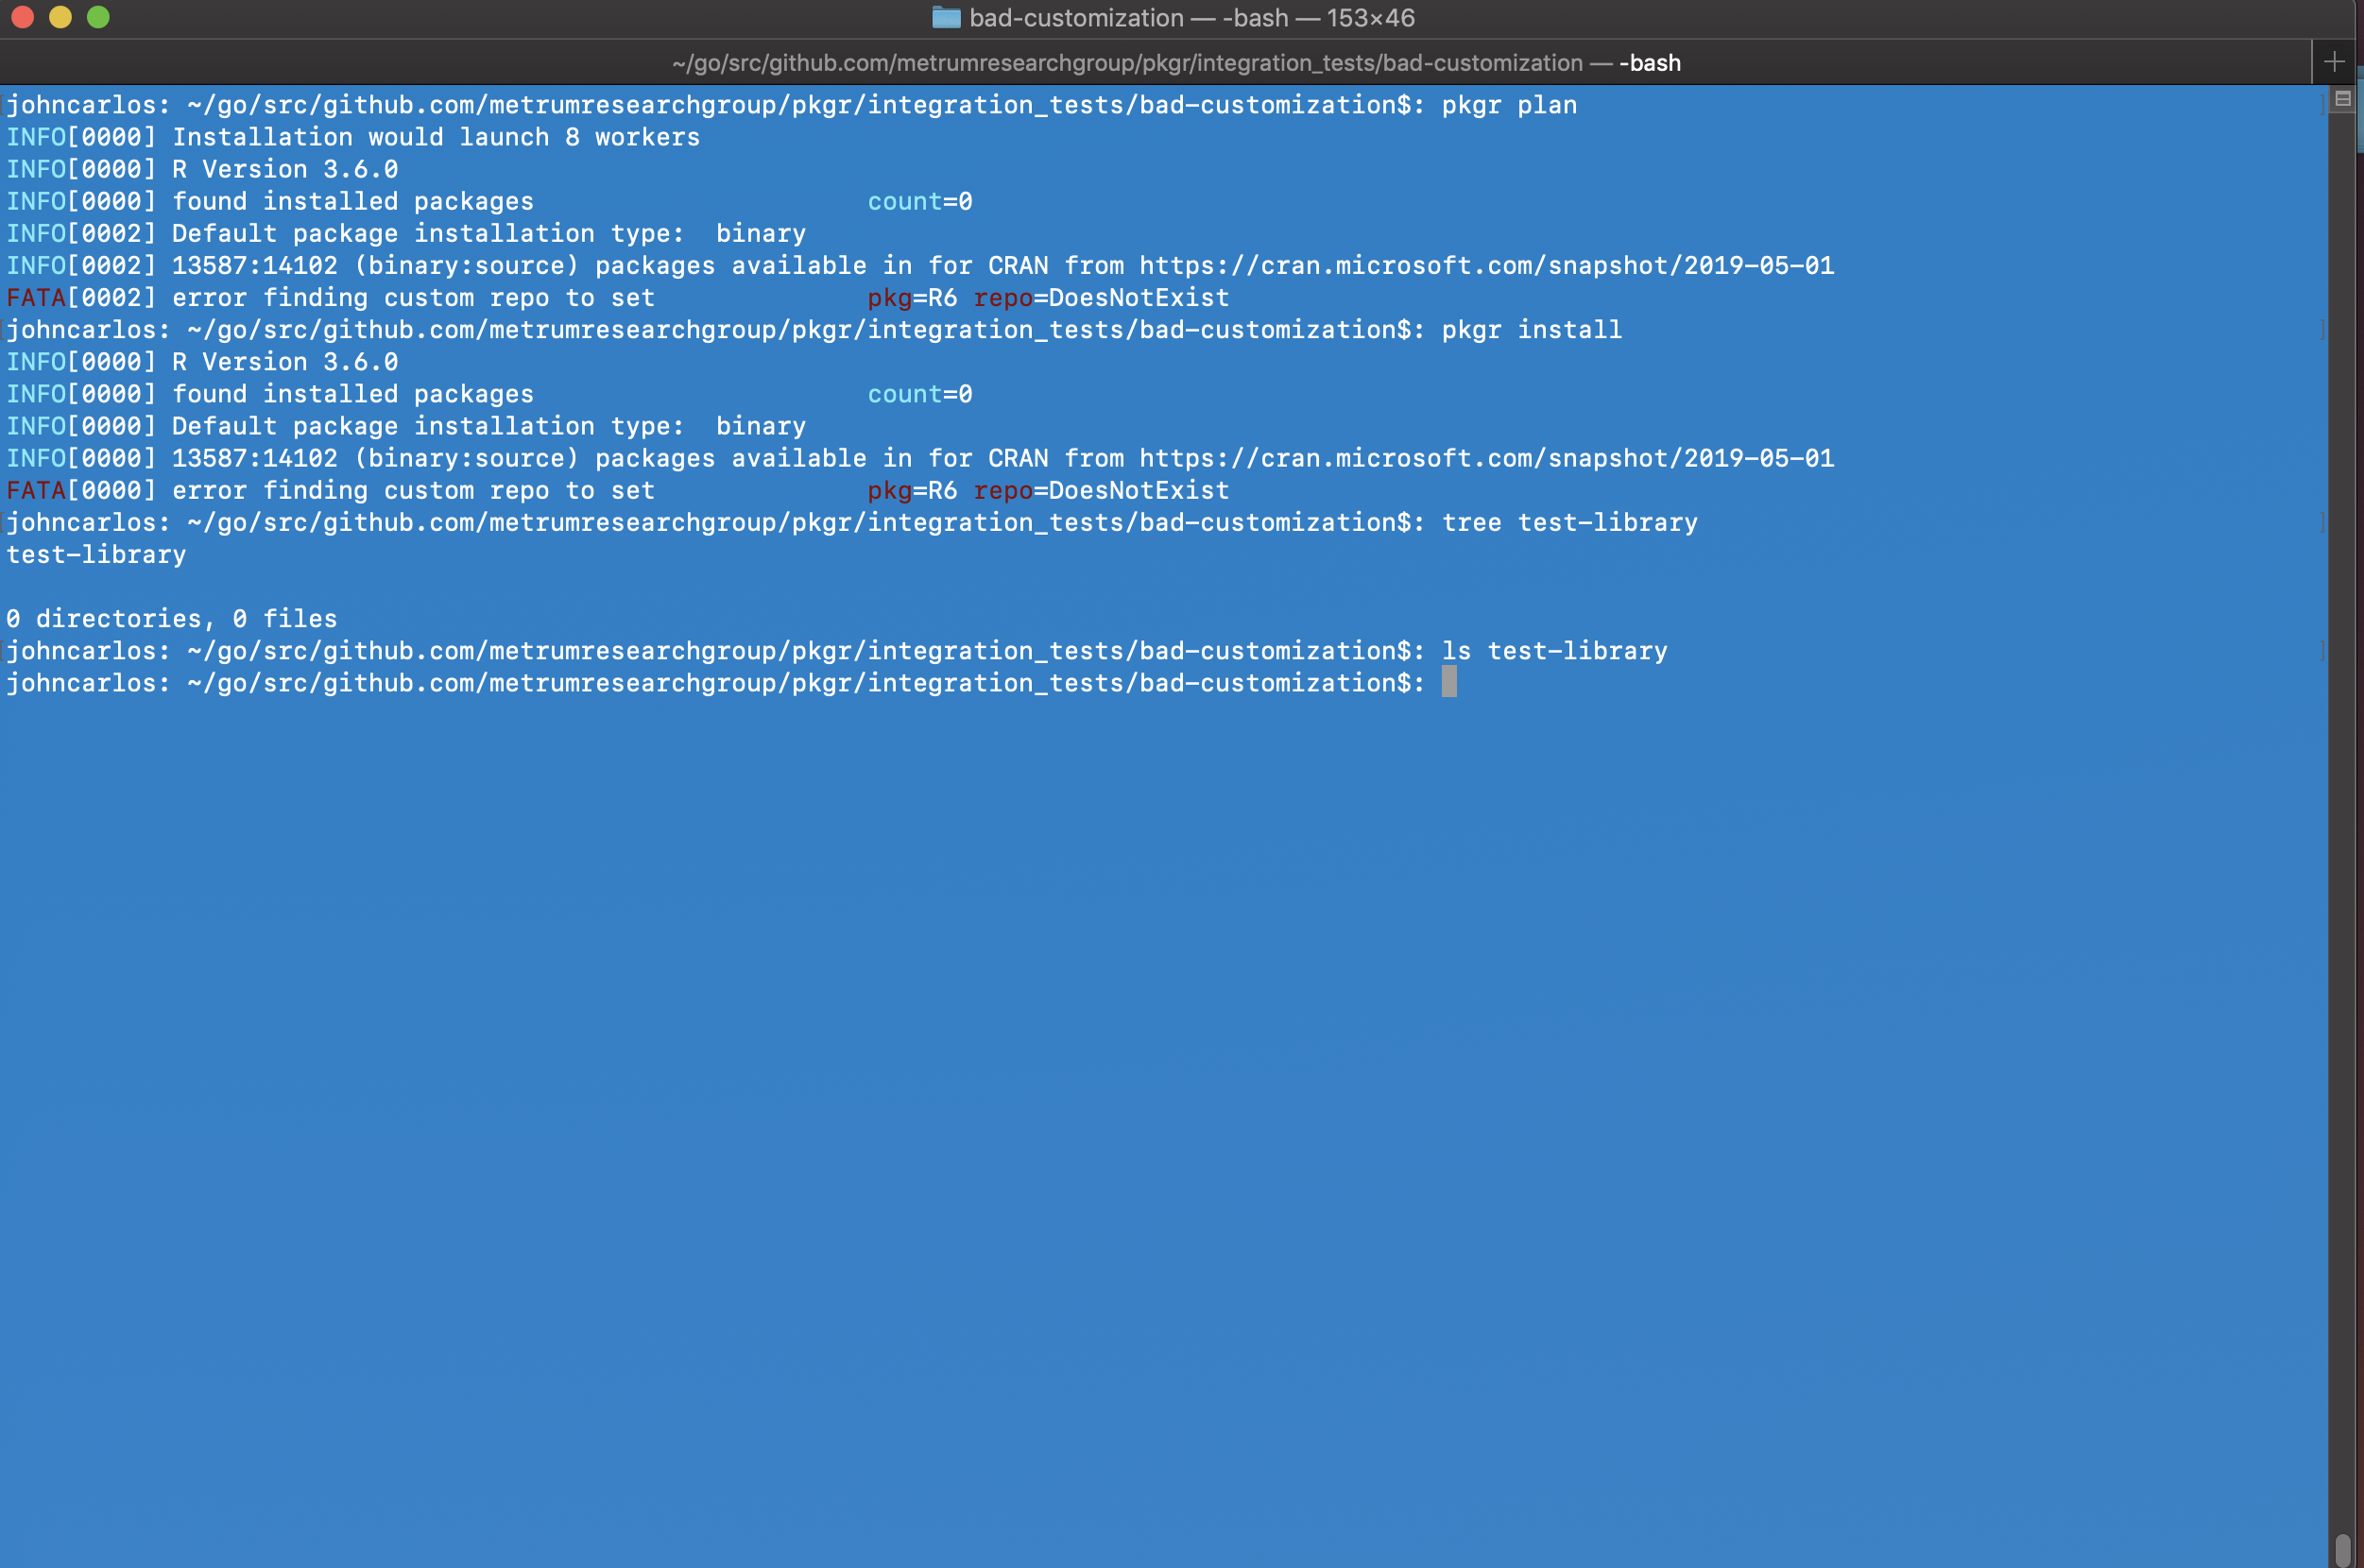 bad-customization — -bash — 153×46
~/go/src/github.com/metrumresearchgroup/pkgr/integration_tests/bad-customization — -bash
johncarlos: ~/go/src/github.com/metrumresearchgroup/pkgr/integration_tests/bad-customization$: pkgr plan
INFO[0000] Installation would launch 8 workers
INFO[0000] R Version 3.6.0
INFO[0000] found installed packages                      count=0
INFO[0002] Default package installation type:  binary
INFO[0002] 13587:14102 (binary:source) packages available in for CRAN from https://cran.microsoft.com/snapshot/2019-05-01
FATA[0002] error finding custom repo to set              pkg=R6 repo=DoesNotExist
johncarlos: ~/go/src/github.com/metrumresearchgroup/pkgr/integration_tests/bad-customization$: pkgr install
INFO[0000] R Version 3.6.0
INFO[0000] found installed packages                      count=0
INFO[0000] Default package installation type:  binary
INFO[0000] 13587:14102 (binary:source) packages available in for CRAN from https://cran.microsoft.com/snapshot/2019-05-01
FATA[0000] error finding custom repo to set              pkg=R6 repo=DoesNotExist
johncarlos: ~/go/src/github.com/metrumresearchgroup/pkgr/integration_tests/bad-customization$: tree test-library
test-library
0 directories, 0 files
johncarlos: ~/go/src/github.com/metrumresearchgroup/pkgr/integration_tests/bad-customization$: ls test-library
johncarlos: ~/go/src/github.com/metrumresearchgroup/pkgr/integration_tests/bad-customization$: